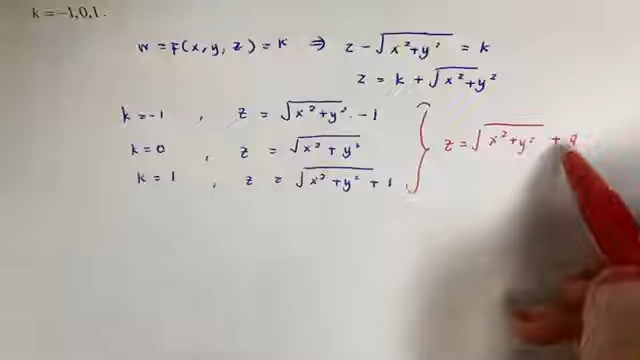 k = −1, 0, 1.
w = F(x, y, z) = k ⇒ z − √(x² + y²) = k
z = k + √(x² + y²)
k = −1 , z = √(x² + y²) − 1
k = 0 , z = √(x² + y²)
k = 1 , z = √(x² + y²) + 1
z = √(x² + y²) +